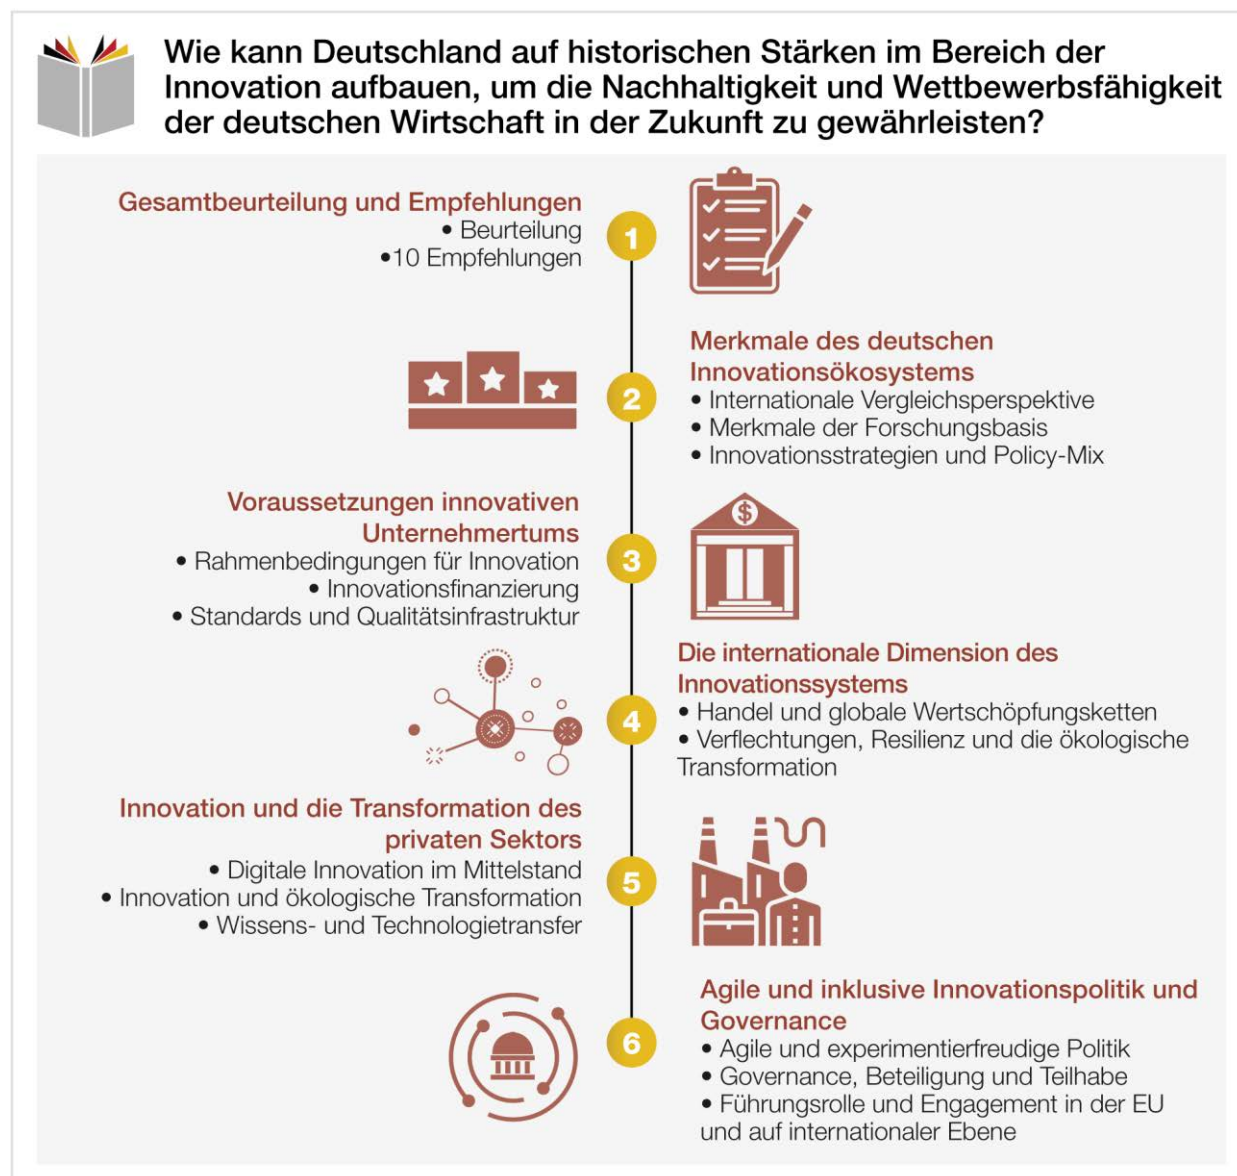 Wie kann Deutschland auf historischen Stärken im Bereich der
Innovation aufbauen, um die Nachhaltigkeit und Wettbewerbsfähigkeit
der deutschen Wirtschaft in der Zukunft zu gewährleisten?
Gesamtbeurteilung und Empfehlungen
• Beurteilung
•10 Empfehlungen
1
Merkmale des deutschen
Innovationsökosystems
• Internationale Vergleichsperspektive
• Merkmale der Forschungsbasis
• Innovationsstrategien und Policy-Mix
2
Voraussetzungen innovativen
Unternehmertums
• Rahmenbedingungen für Innovation
• Innovationsfinanzierung
• Standards und Qualitätsinfrastruktur
3
$
Die internationale Dimension des
Innovationssystems
• Handel und globale Wertschöpfungsketten
• Verflechtungen, Resilienz und die ökologische
Transformation
4
Innovation und die Transformation des
privaten Sektors
• Digitale Innovation im Mittelstand
• Innovation und ökologische Transformation
• Wissens- und Technologietransfer
5
Agile und inklusive Innovationspolitik und
Governance
• Agile und experimentierfreudige Politik
• Governance, Beteiligung und Teilhabe
• Führungsrolle und Engagement in der EU
und auf internationaler Ebene
6